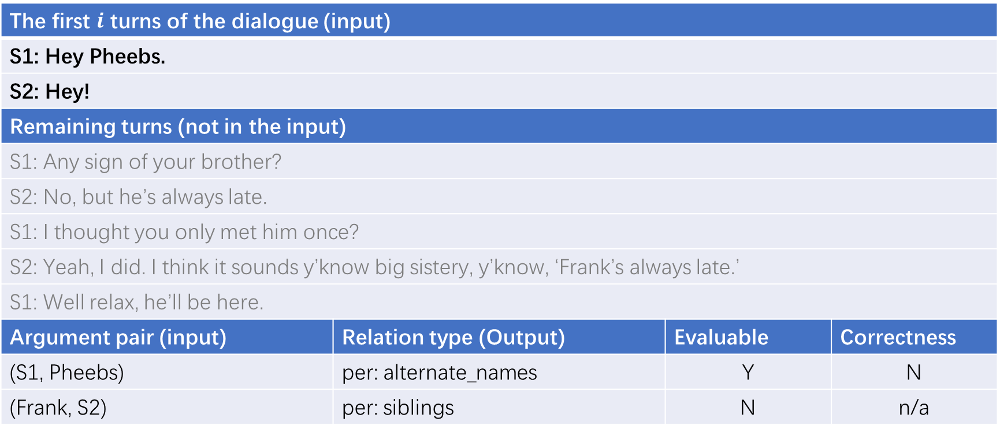 The first i turns of the dialogue (input)
S1: Hey Pheebs.
S2: Hey!
Remaining turns (not in the input)
S1: Any sign of your brother?
S2: No, but he’s always late.
S1: I thought you only met him once?
S2: Yeah, I did. I think it sounds y’know big sistery, y’know, ‘Frank’s always late.’
S1: Well relax, he’ll be here.
Argument pair (input) Relation type (Output) Evaluable Correctness
(S1, Pheebs) per: alternate_names Y N
(Frank, S2) per: siblings N n/a